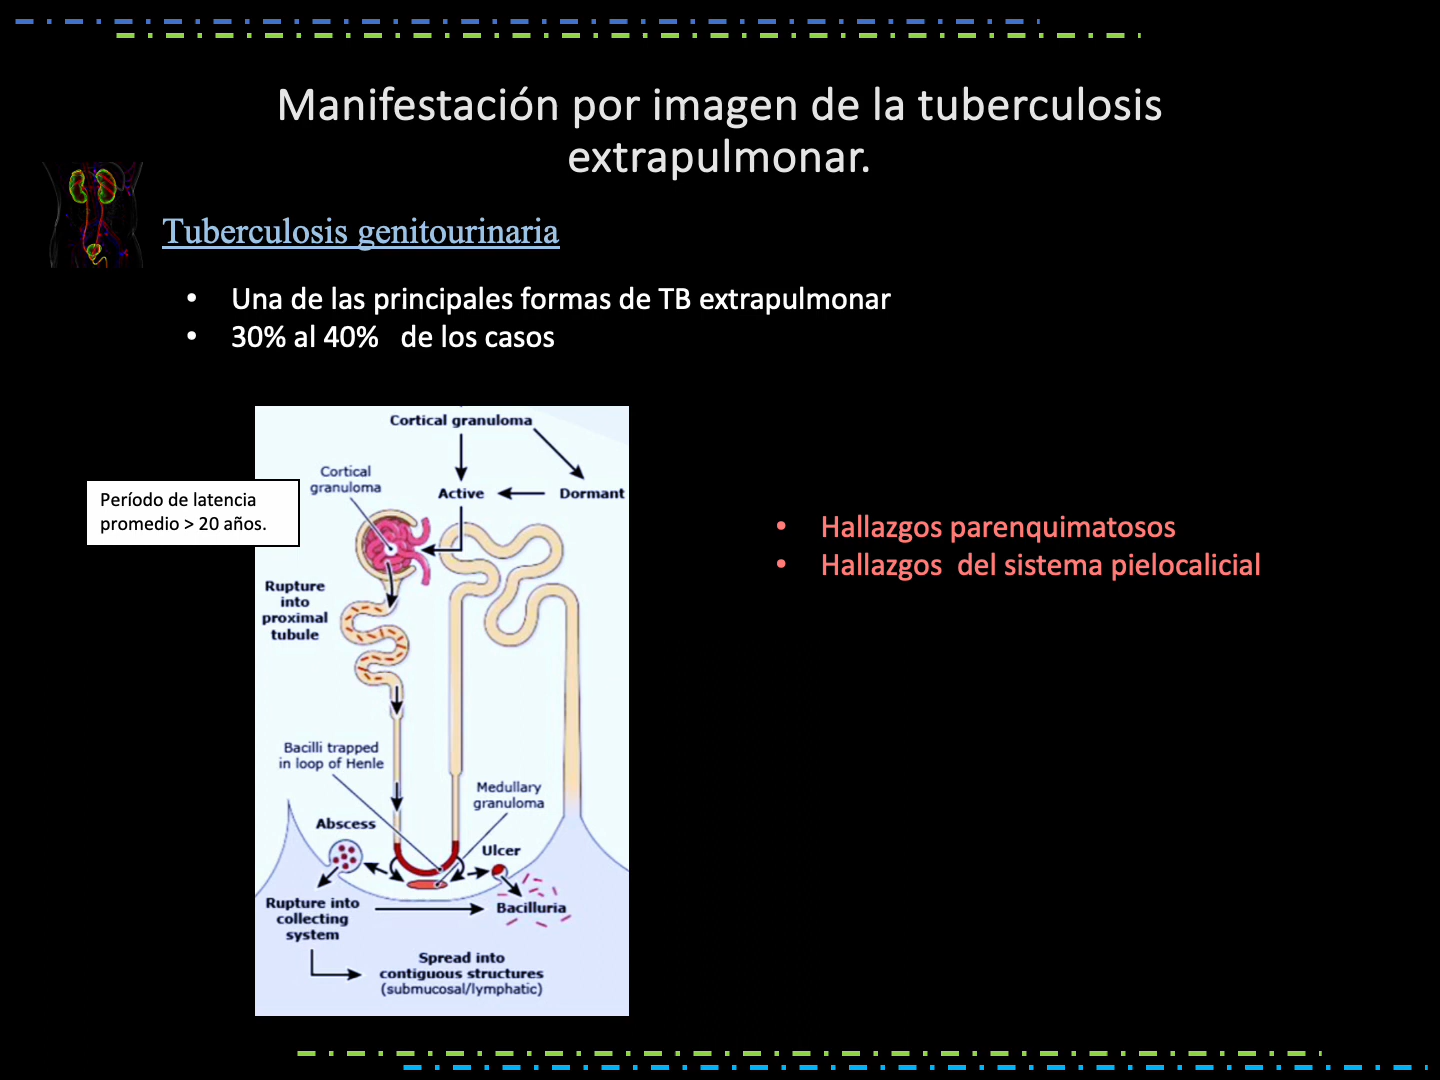 Manifestación por imagen de la tuberculosis
extrapulmonar.
Tuberculosis genitourinaria
• Una de las principales formas de TB extrapulmonar
• 30% al 40% de los casos
Período de latencia
promedio > 20 años.
Cortical granuloma
Cortical
granuloma
Active
Dormant
Rupture
into
proximal
tubule
Bacilli trapped
in loop of Henle
Medullary
granuloma
Abscess
Ulcer
Rupture into
collecting
system
Bacilluria
Spread into
contiguous structures
(submucosal/lymphatic)
• Hallazgos parenquimatosos
• Hallazgos del sistema pielocalicial